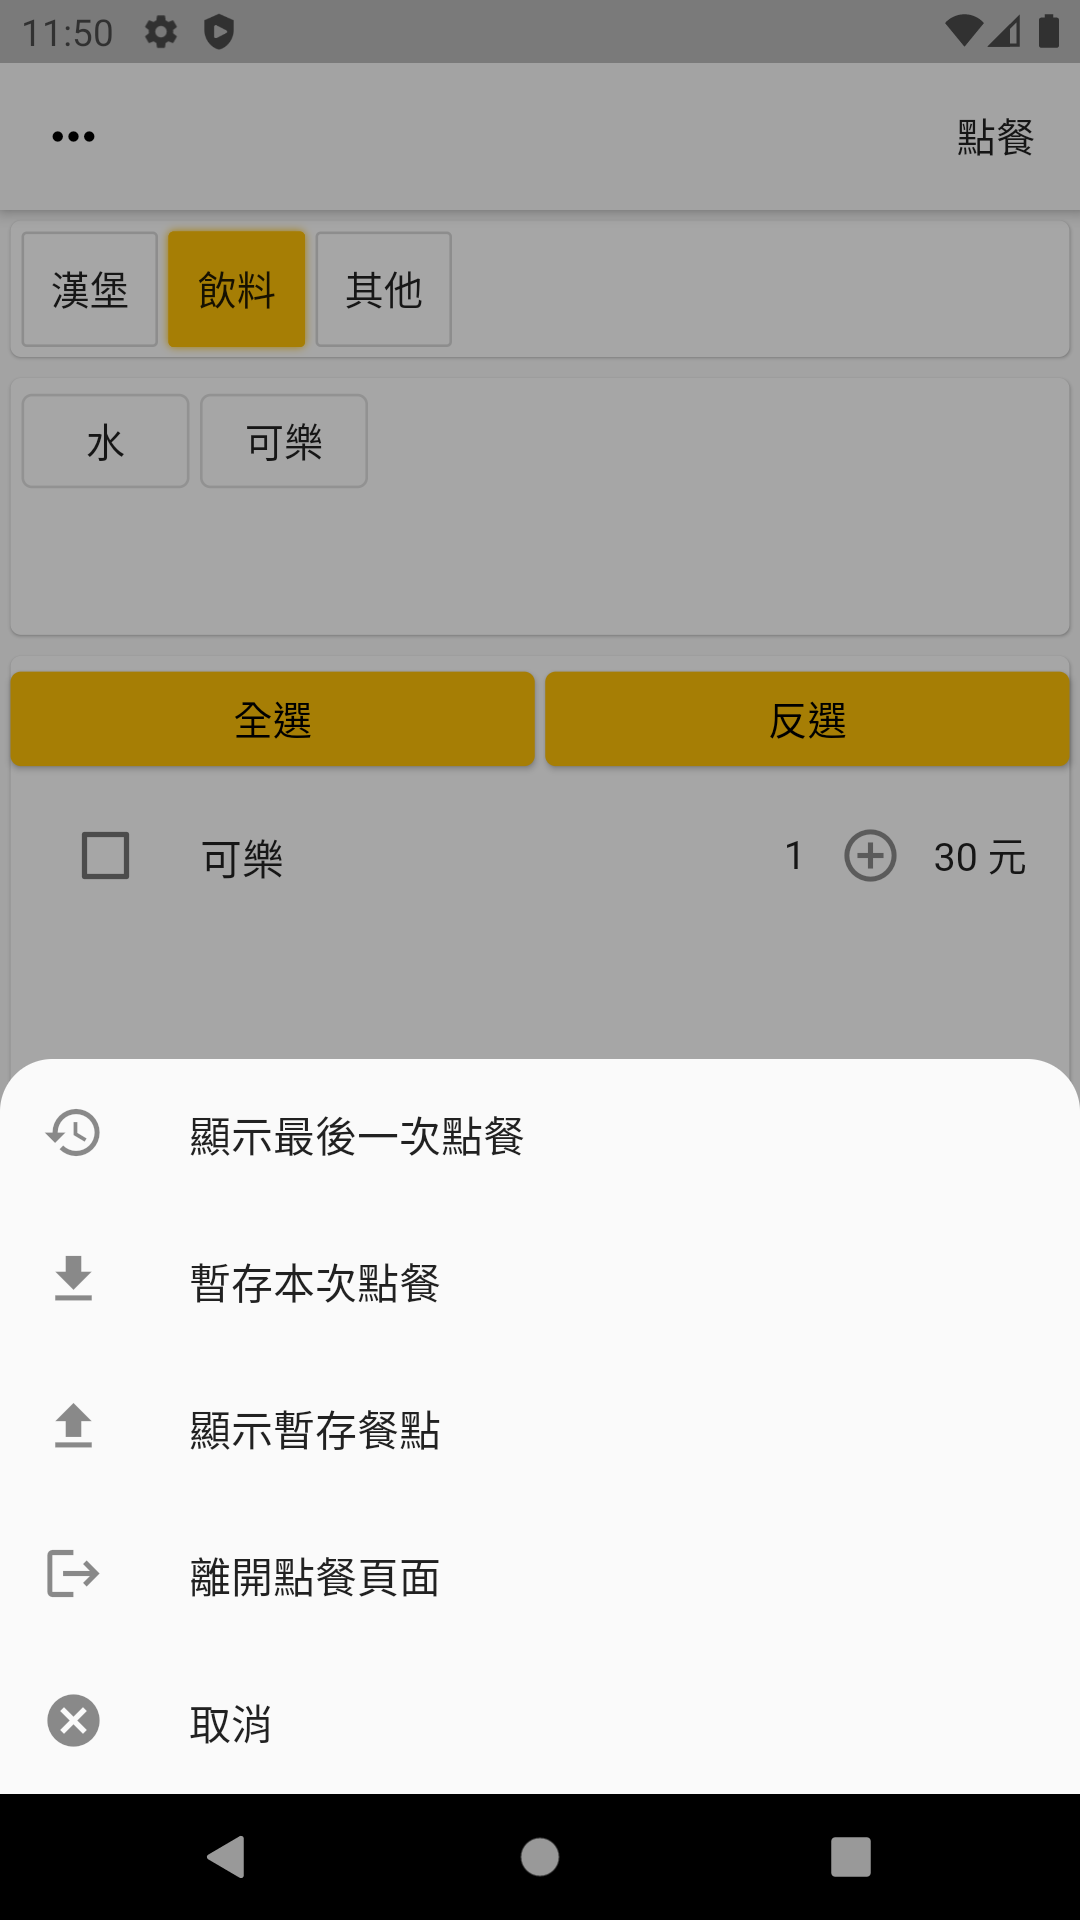 11:50
點餐
漢堡 飲料 其他
水 可樂
全選 反選
可樂 1 30 元
顯示最後一次點餐
暫存本次點餐
顯示暫存餐點
離開點餐頁面
取消